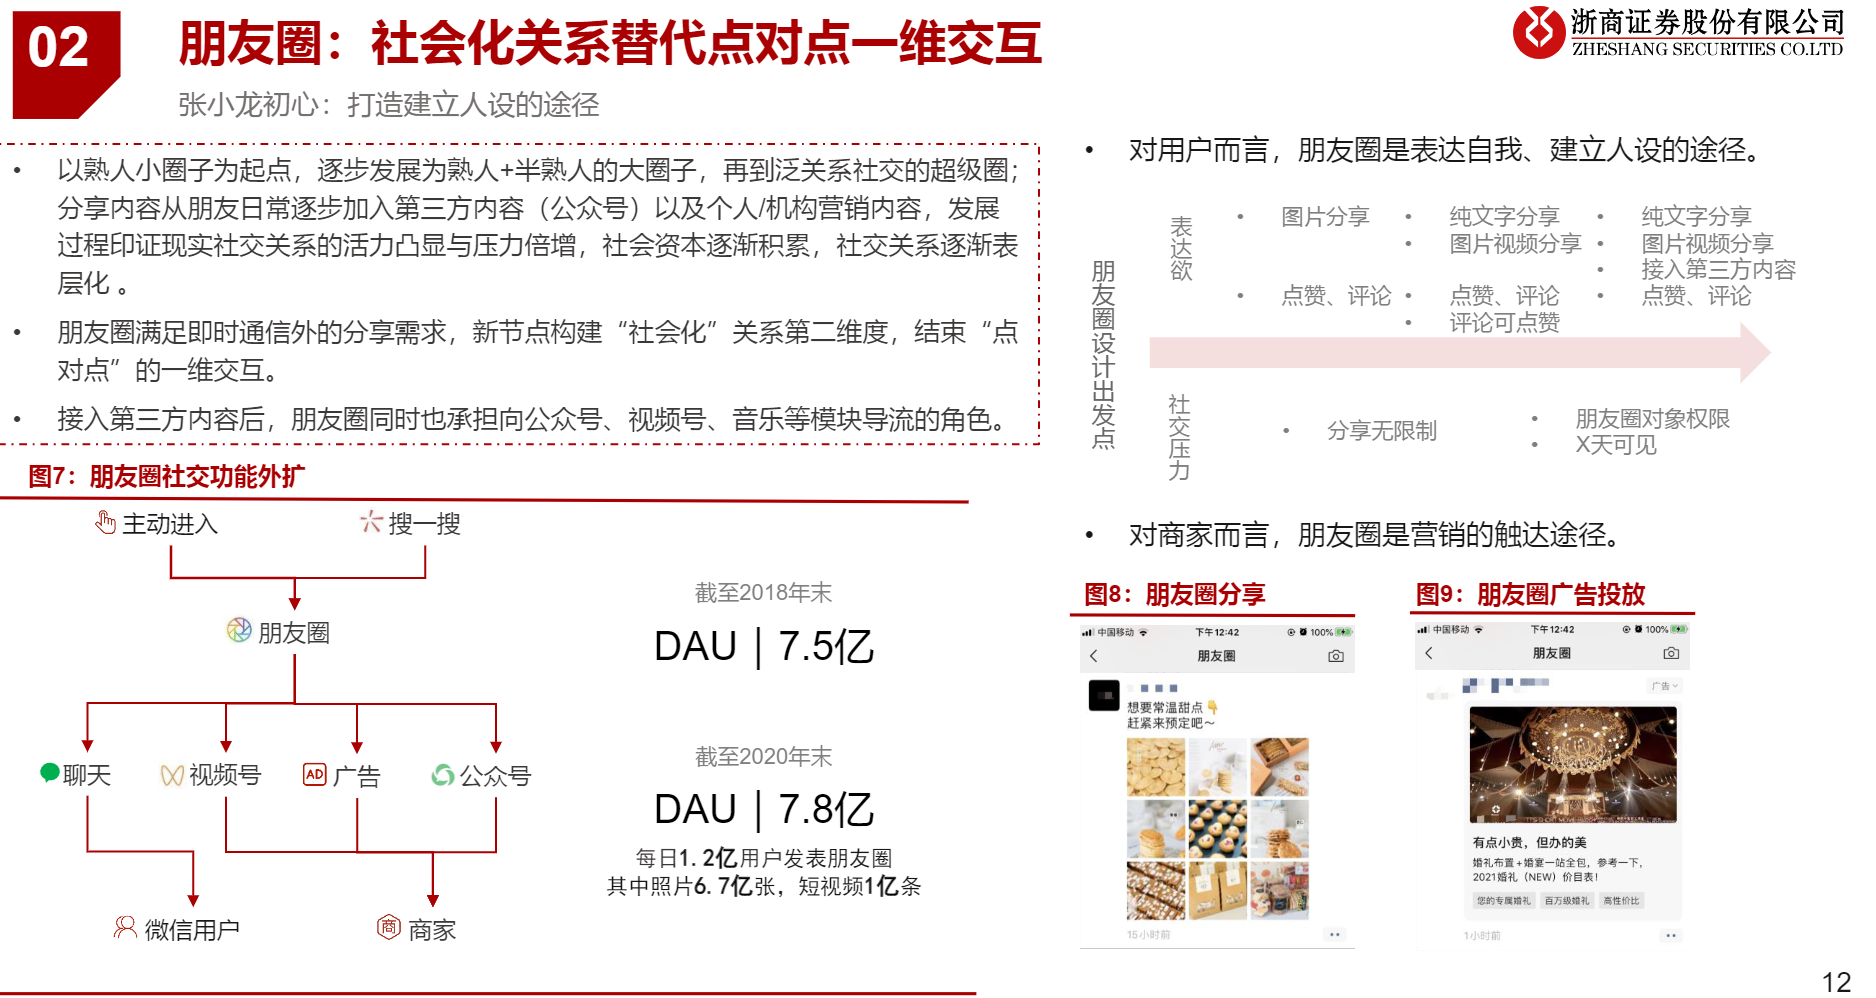 02
朋友圈：社会化关系替代点对点一维交互
张小龙初心：打造建立人设的途径
浙商证券股份有限公司
ZHESHANG SECURITIES CO.LTD
• 以熟人小圈子为起点，逐步发展为熟人+半熟人的大圈子，再到泛关系社交的超级圈；
分享内容从朋友日常逐步加入第三方内容（公众号）以及个人/机构营销内容，发展
过程印证现实社交关系的活力凸显与压力倍增，社会资本逐渐积累，社交关系逐渐表
层化 。
• 朋友圈满足即时通信外的分享需求，新节点构建“社会化”关系第二维度，结束“点
对点”的一维交互。
• 接入第三方内容后，朋友圈同时也承担向公众号、视频号、音乐等模块导流的角色。
图7：朋友圈社交功能外扩
主动进入
搜一搜
朋友圈
聊天
视频号
AD 广告
公众号
微信用户
商 商家
截至2018年末
DAU｜7.5亿
截至2020年末
DAU｜7.8亿
每日1.2亿用户发表朋友圈
其中照片6.7亿张，短视频1亿条
• 对用户而言，朋友圈是表达自我、建立人设的途径。
朋友圈设计出发点
表达欲
• 图片分享
• 点赞、评论
• 纯文字分享
• 图片视频分享
• 点赞、评论
• 评论可点赞
• 纯文字分享
• 图片视频分享
• 接入第三方内容
• 点赞、评论
社交压力
• 分享无限制
• 朋友圈对象权限
• X天可见
• 对商家而言，朋友圈是营销的触达途径。
图8：朋友圈分享
中国移动
下午12:42
100%
朋友圈
想要常温甜点
赶紧来预定吧～
15小时前
图9：朋友圈广告投放
中国移动
下午12:42
100%
朋友圈
广告
有点小贵，但办的美
婚礼布置+婚宴一站全包，参考一下，
2021婚礼（NEW）价目表！
您的专属婚礼
百万级婚礼
高性价比
1小时前
12